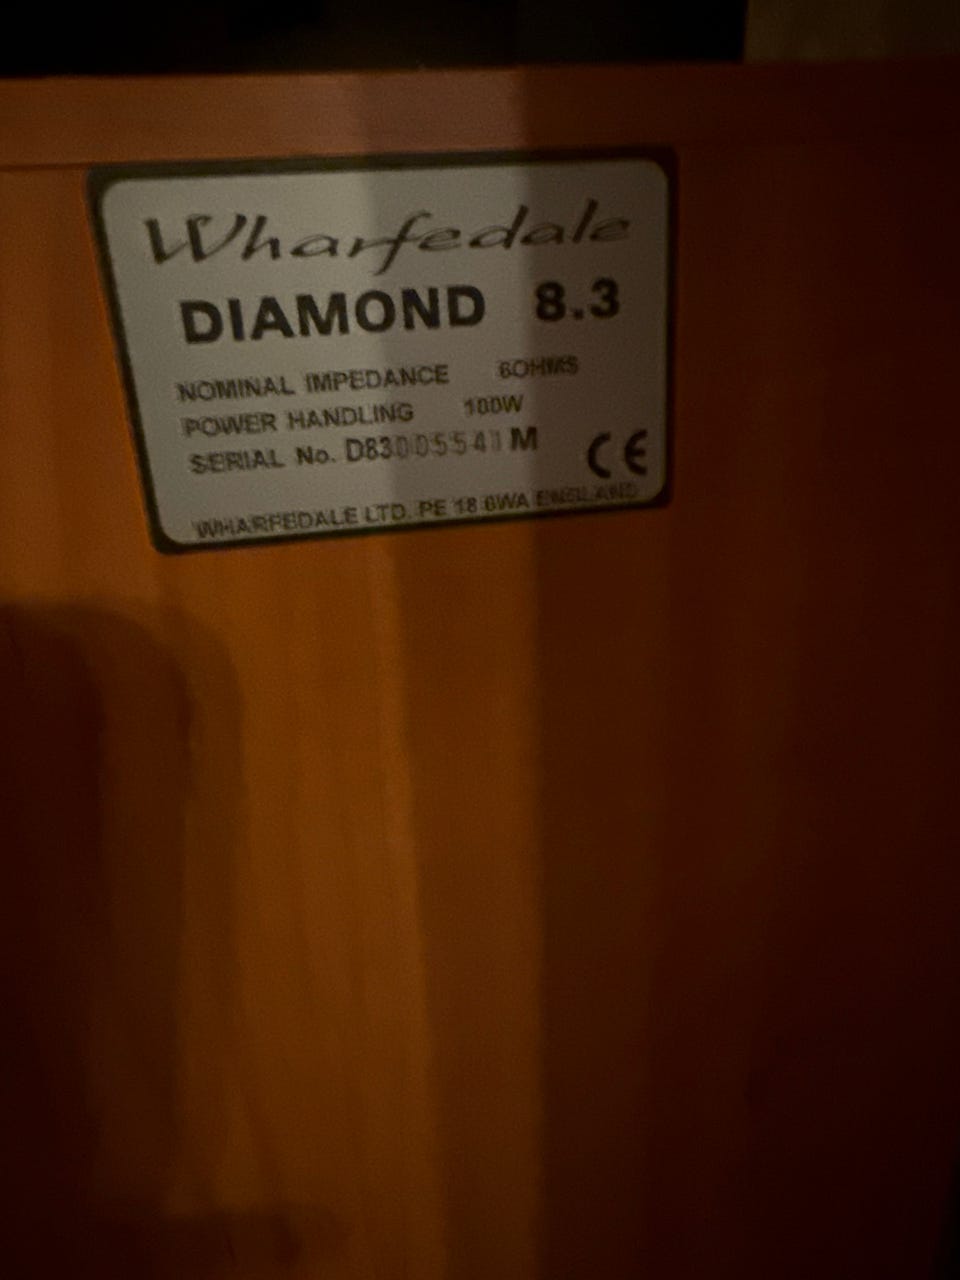 Wharfedale
DIAMOND 8.3
NOMINAL IMPEDANCE 6OHMS
POWER HANDLING 100W
SERIAL No. D83005541M
CE
WHARFEDALE LTD. PE 18 6WA ENGLAND